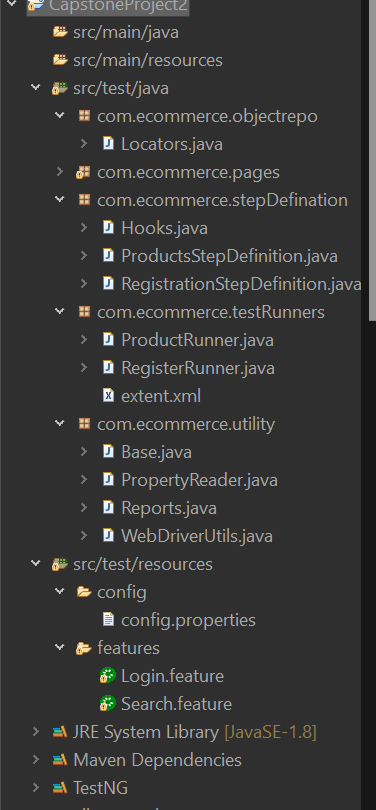 CapstoneProject2
src/main/java
src/main/resources
src/test/java
com.ecommerce.objectrepo
Locators.java
com.ecommerce.pages
com.ecommerce.stepDefination
Hooks.java
ProductsStepDefinition.java
RegistrationStepDefinition.java
com.ecommerce.testRunners
ProductRunner.java
RegisterRunner.java
extent.xml
com.ecommerce.utility
Base.java
PropertyReader.java
Reports.java
WebDriverUtils.java
src/test/resources
config
config.properties
features
Login.feature
Search.feature
JRE System Library [JavaSE-1.8]
Maven Dependencies
TestNG